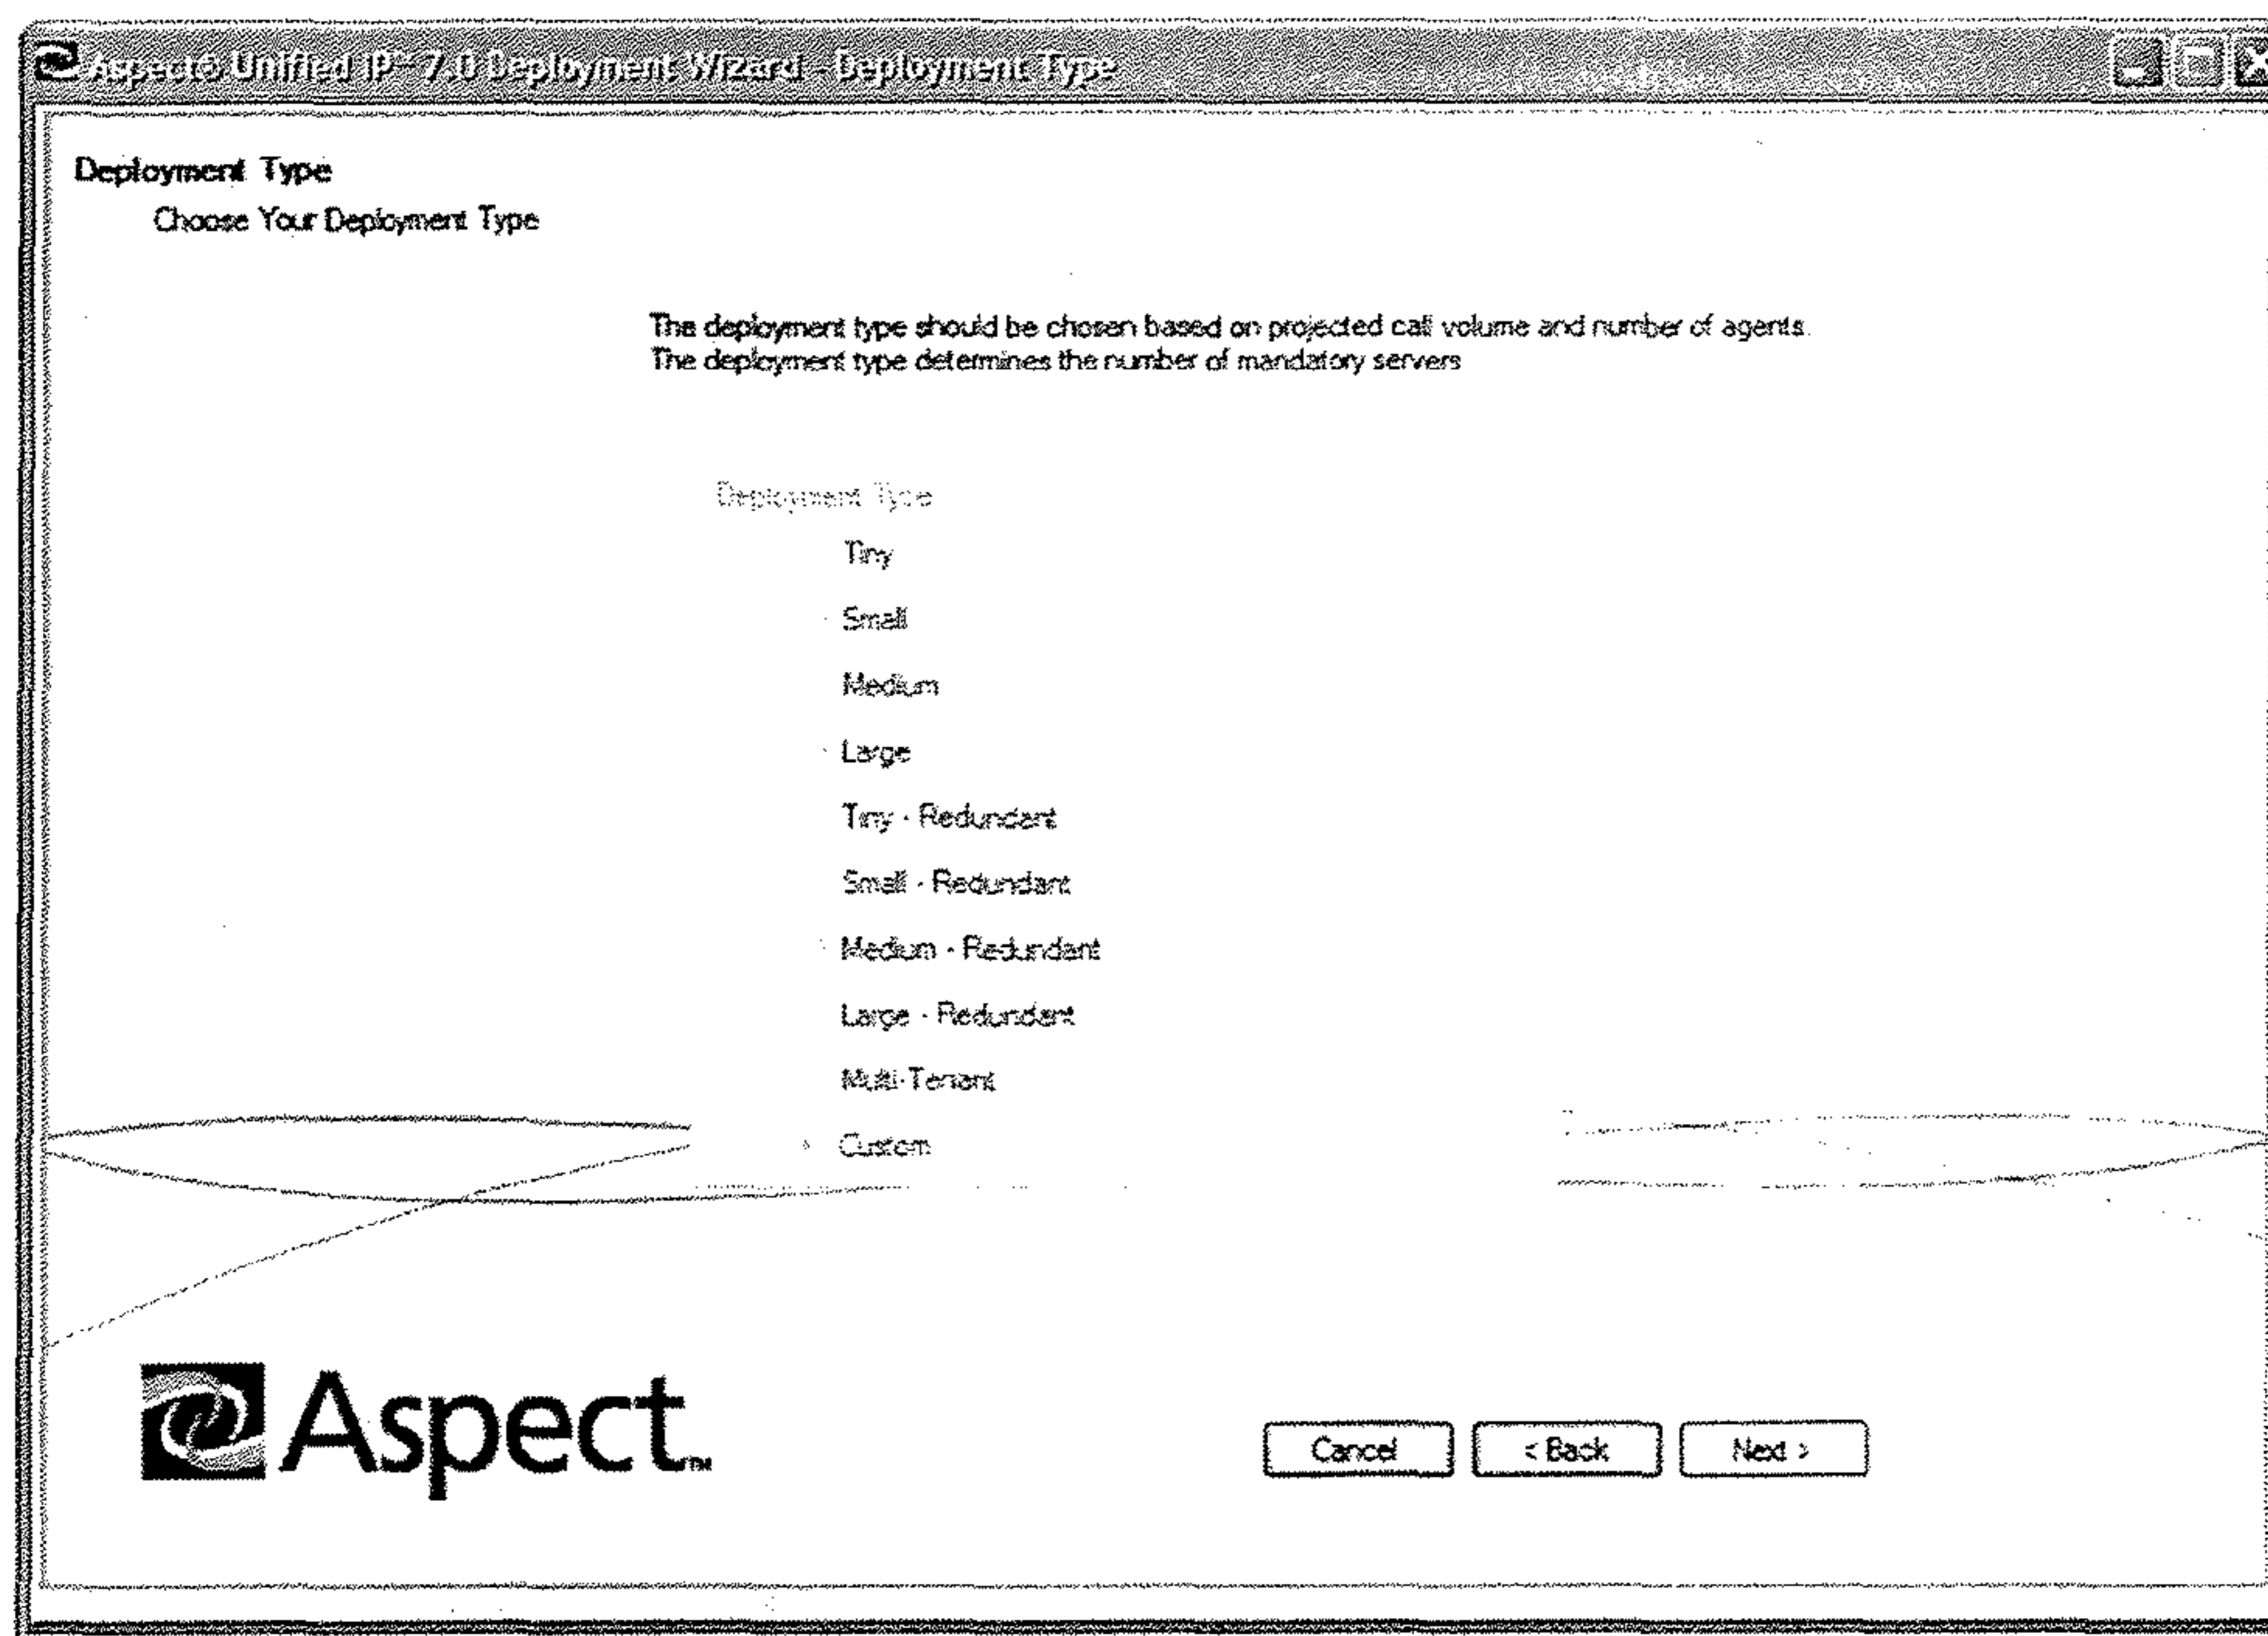 Aspect® Unified IP™ 7.0 Deployment Wizard - Deployment Type
Deployment Type
Choose Your Deployment Type
The deployment type should be chosen based on projected call volume and number of agents.
The deployment type determines the number of mandatory servers
Deployment Type
Tiny
Small
Medium
Large
Tiny - Redundant
Small - Redundant
Medium - Redundant
Large - Redundant
Multi-Tenant
Custom
Aspect™
Cancel
< Back
Next >